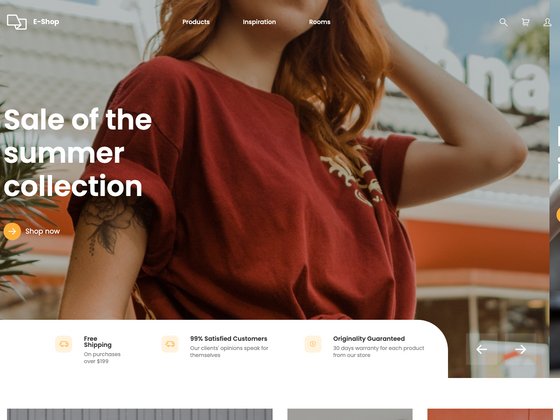 E-Shop
Products
Inspiration
Rooms
Sale of the
summer
collection
Shop now
Free
Shipping
On purchases
over $199
99% Satisfied Customers
Our clients' opinions speak for
themselves
Originality Guaranteed
30 days warranty for each product
from our store